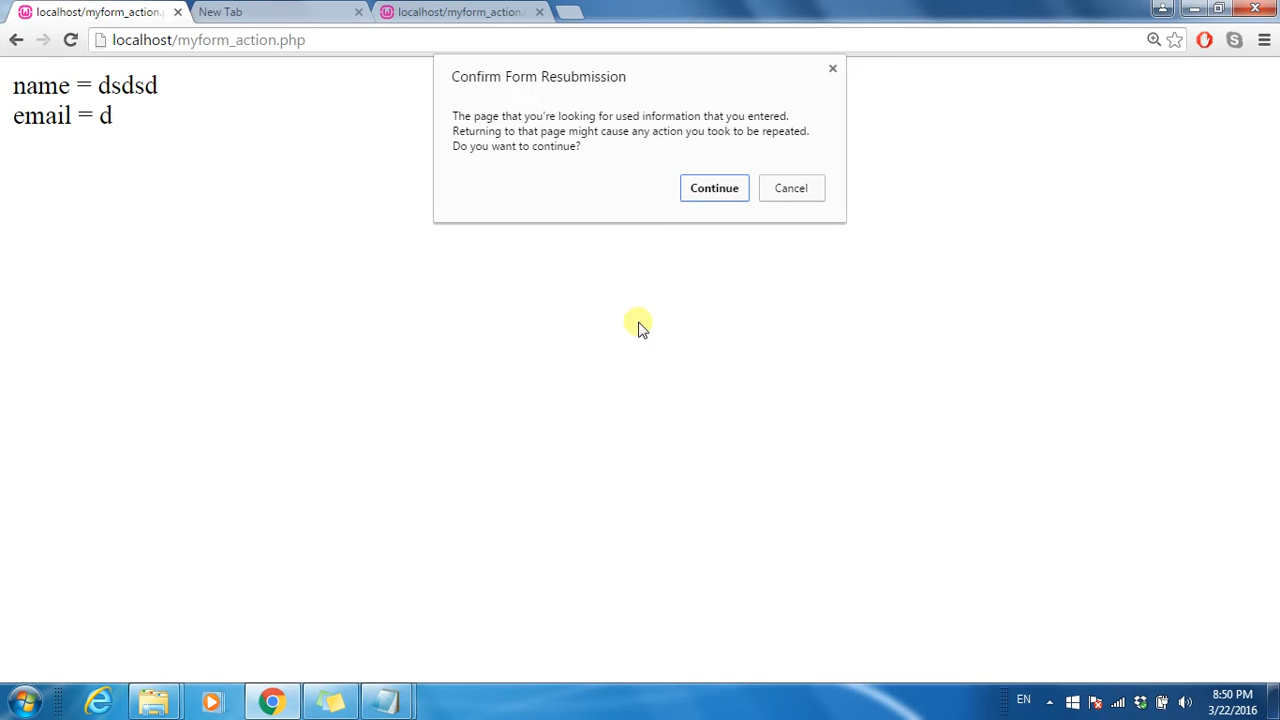 localhost/myform_action.p
New Tab
localhost/myform_action.
localhost/myform_action.php
name = dsdsd
email = d
Confirm Form Resubmission
The page that you're looking for used information that you entered.
Returning to that page might cause any action you took to be repeated.
Do you want to continue?
Continue
Cancel
EN
8:50 PM
3/22/2016